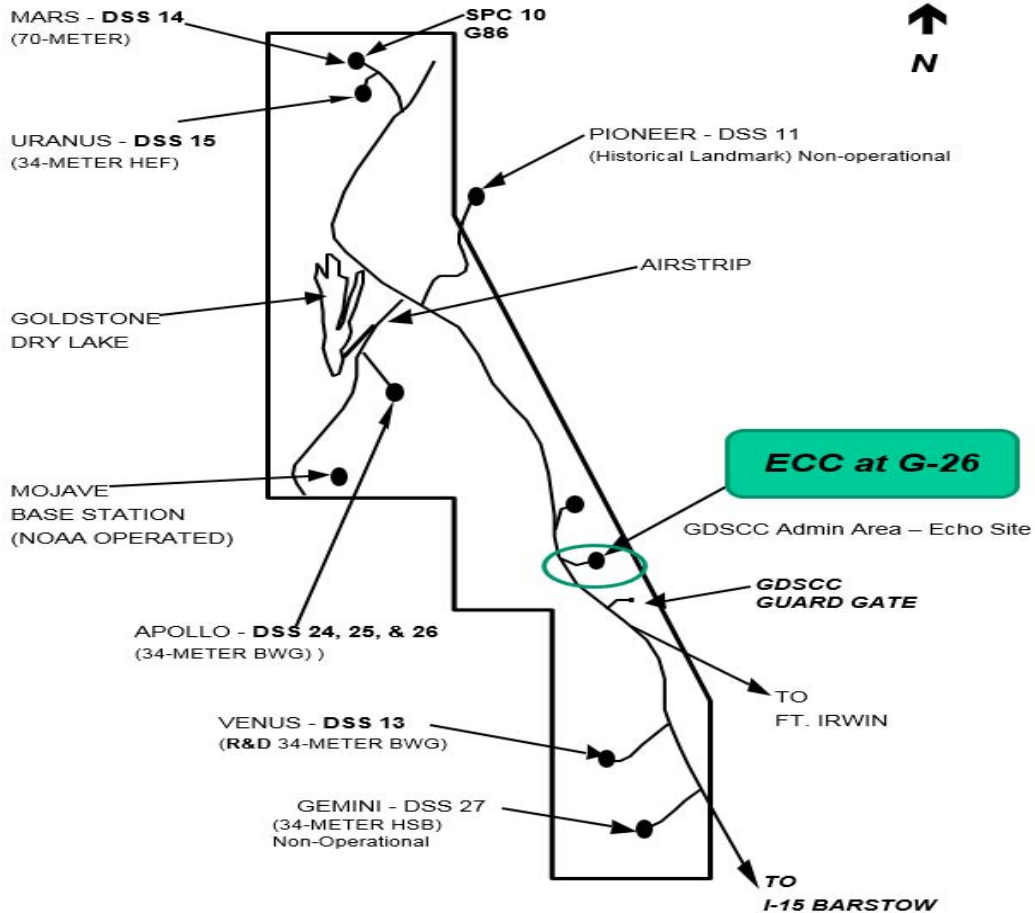 MARS - DSS 14
(70-METER)
SPC 10
G86
N
URANUS - DSS 15
(34-METER HEF)
PIONEER - DSS 11
(Historical Landmark) Non-operational
AIRSTRIP
GOLDSTONE
DRY LAKE
ECC at G-26
MOJAVE
BASE STATION
(NOAA OPERATED)
GDSCC Admin Area – Echo Site
GDSCC
GUARD GATE
APOLLO - DSS 24, 25, & 26
(34-METER BWG) )
TO
FT. IRWIN
VENUS - DSS 13
(R&D 34-METER BWG)
GEMINI - DSS 27
(34-METER HSB)
Non-Operational
TO
I-15 BARSTOW